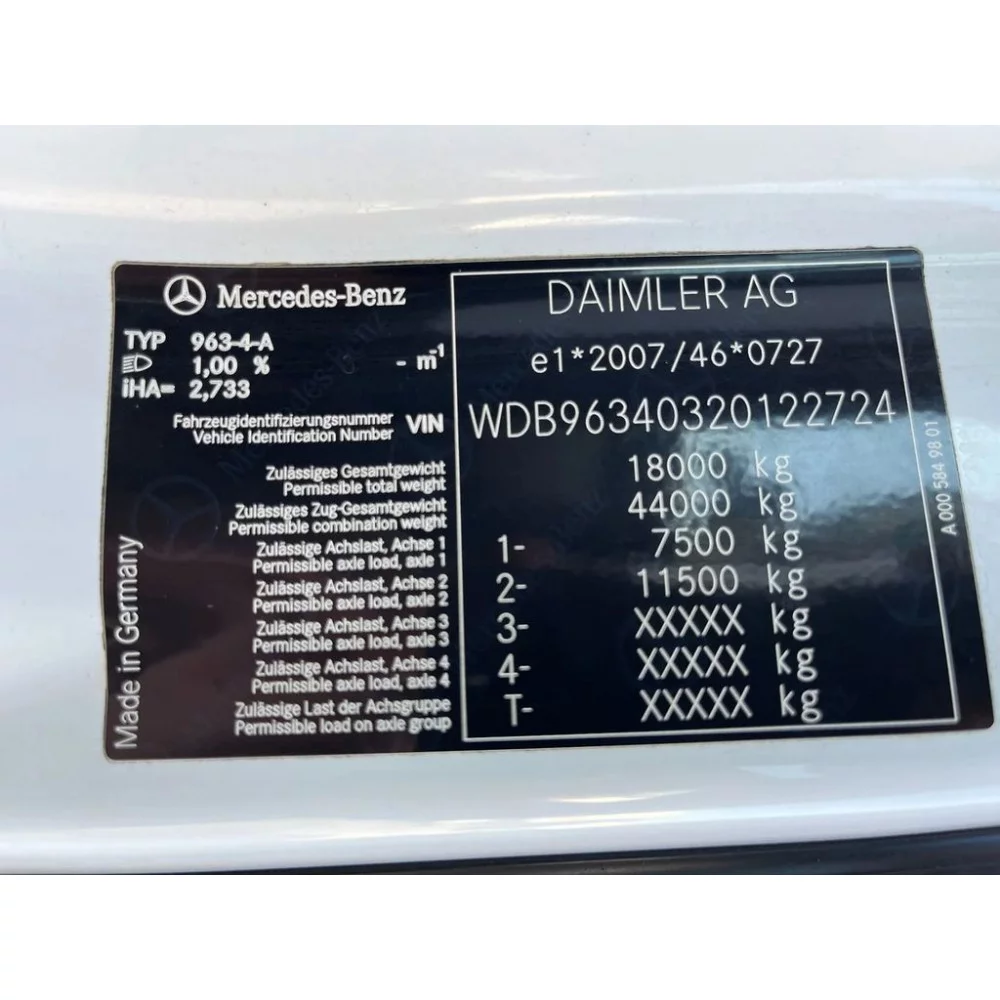 Mercedes-Benz
TYP 963-4-A
1,00 % - m-1
iHA= 2,733
Fahrzeugidentifizierungsnummer
Vehicle Identification Number VIN
Zulässiges Gesamtgewicht
Permissible total weight
Zulässiges Zug-Gesamtgewicht
Permissible combination weight
Zulässige Achslast, Achse 1
Permissible axle load, axle 1
Zulässige Achslast, Achse 2
Permissible axle load, axle 2
Zulässige Achslast, Achse 3
Permissible axle load, axle 3
Zulässige Achslast, Achse 4
Permissible axle load, axle 4
Zulässige Last der Achsgruppe
Permissible load on axle group
Made in Germany
DAIMLER AG
e1*2007/46*0727
WDB96340320122724
18000 kg
44000 kg
1- 7500 kg
2- 11500 kg
3- XXXXX kg
4- XXXXX kg
T- XXXXX kg
A 000 584 98 01